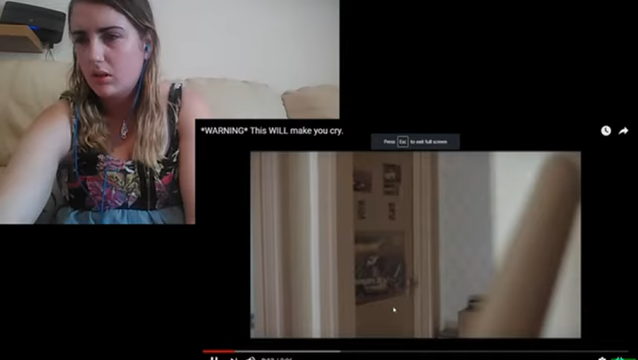 *WARNING* This WILL make you cry.
Press Esc to exit full screen